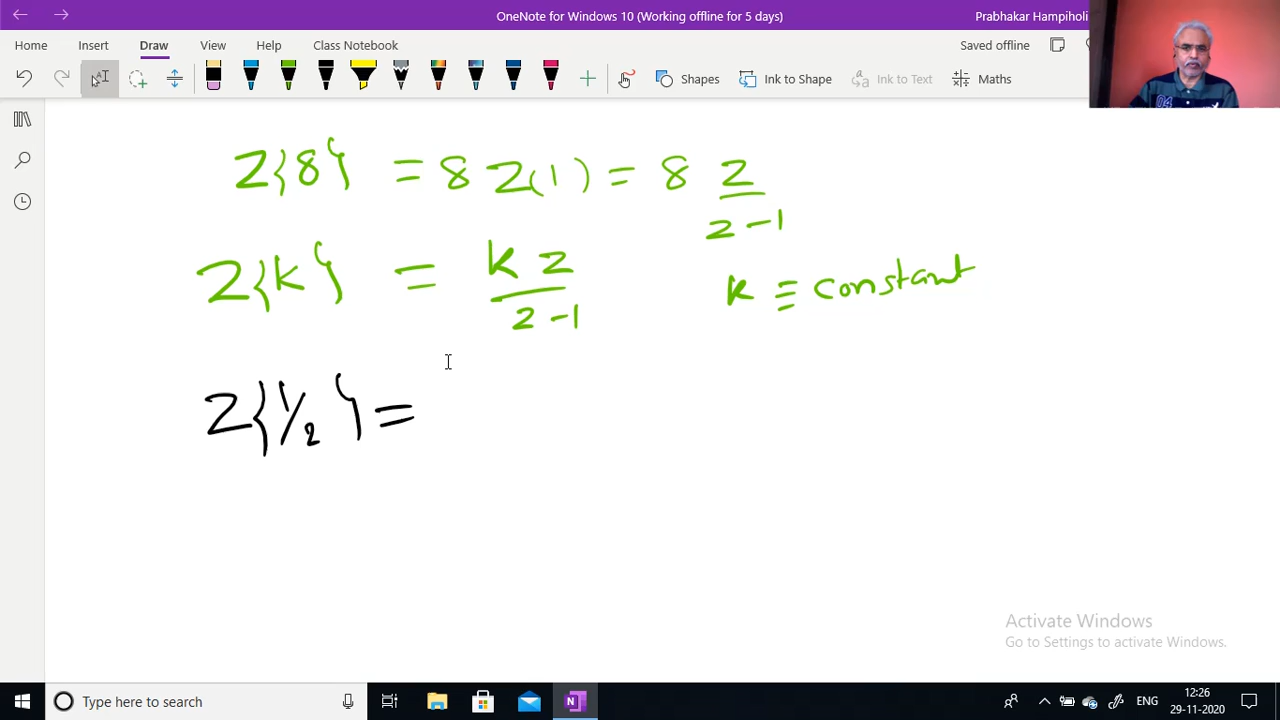 OneNote for Windows 10 (Working offline for 5 days)
Prabhakar Hampiholi
Home Insert Draw View Help Class Notebook
Saved offline
Shapes Ink to Shape Ink to Text Maths
04
Z{8} = 8 Z(1) = 8 z/z-1
Z{k} = kz/z-1
k ≡ constant
Z{1/2} =
Activate Windows
Go to Settings to activate Windows.
Type here to search
ENG
12:26
29-11-2020